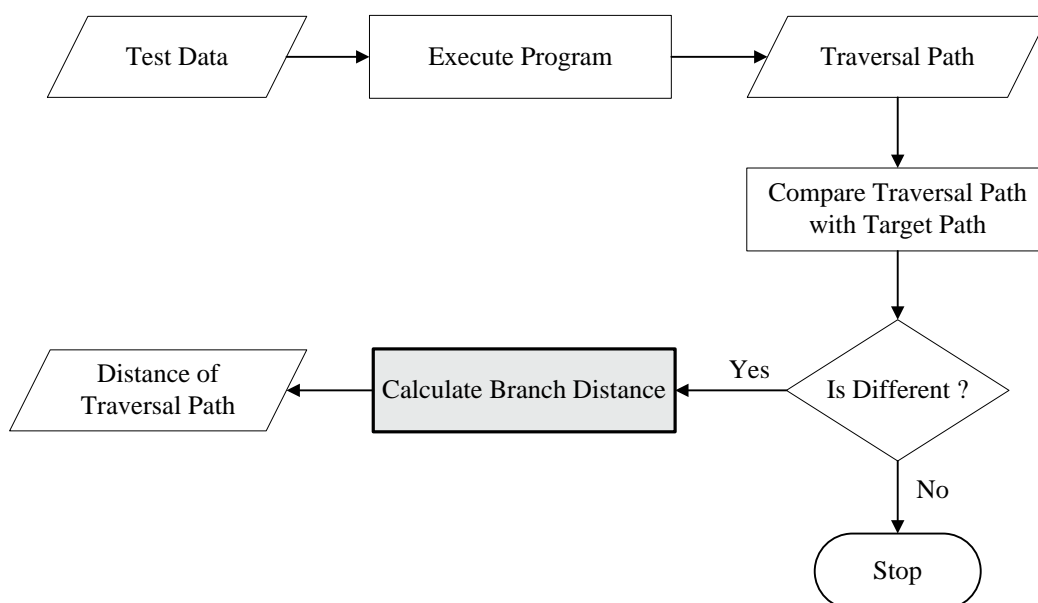 Test Data
Execute Program
Traversal Path
Compare Traversal Path
with Target Path
Is Different ?
Yes
Calculate Branch Distance
Distance of
Traversal Path
No
Stop